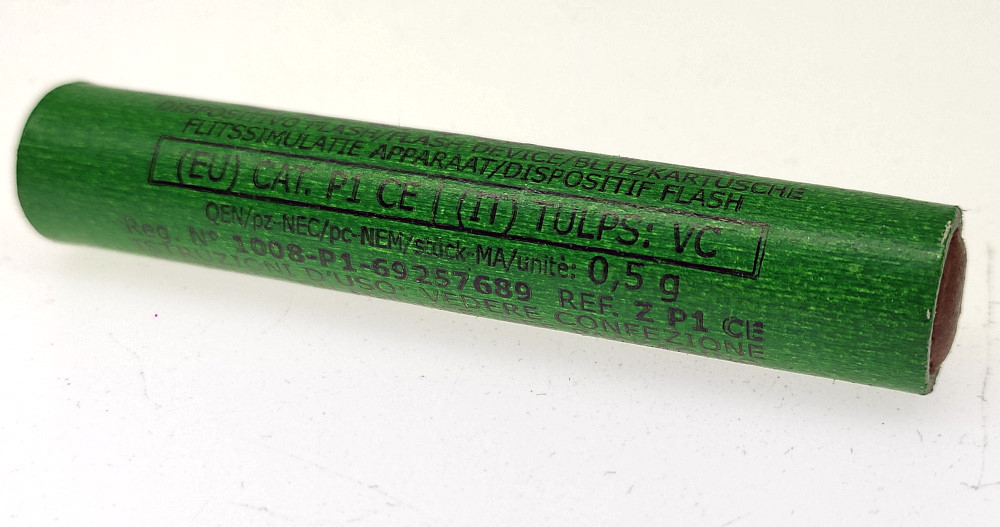 DISPOSITIVO FLASH/FLASH DEVICE/BLITZKARTUSCHE
FLITSSIMULATIE APPARAAT/DISPOSITIF FLASH
(EU) CAT. P1 CE | (IT) TULPS: VC
QEN/pz-NEC/pc-NEM/stück-MA/unitè: 0,5 g
Reg. N° 1008-P1-69257689 REF. Z P1 CE
ISTRUZIONI D'USO: VEDERE CONFEZIONE